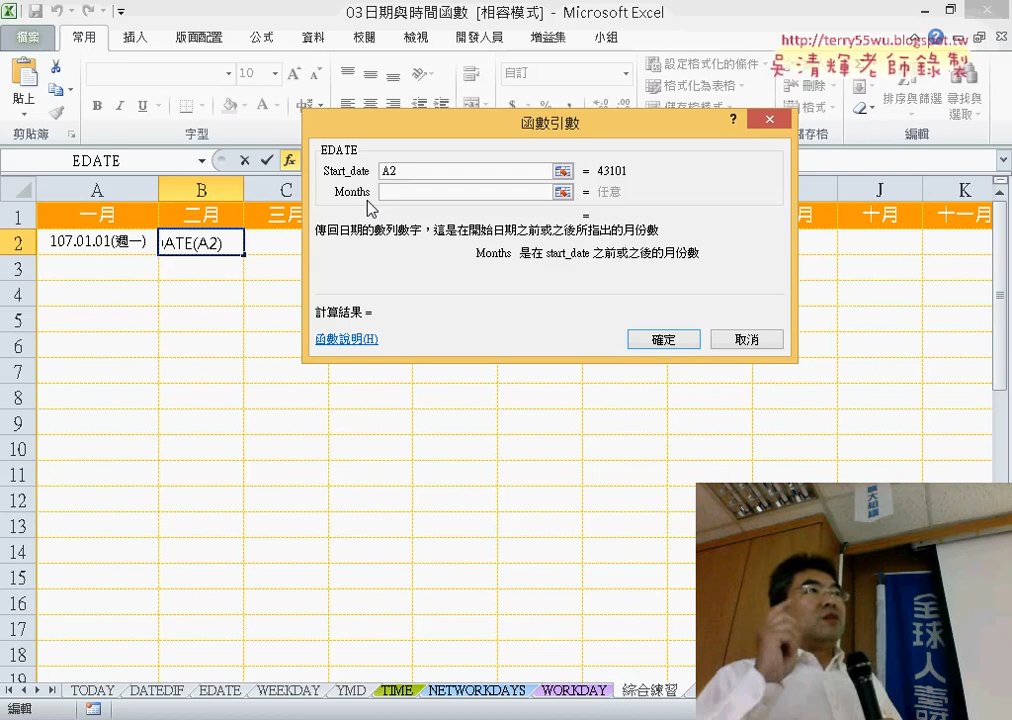 03日期與時間函數 [相容模式] - Microsoft Excel
檔案 常用 插入 版面配置 公式 資料 校閱 檢視 開發人員 增益集 小組
http://terry55wu.blogspot.tw
吳清輝老師錄製
貼上
10 A A
自訂
設定格式化的條件
格式化為表格
刪除
格式
排序與篩選 尋找與選取
B I U
$ %
剪貼簿 字型 編輯
EDATE
函數引數
EDATE
Start_date A2 = 43101
Months = 任意
=
傳回日期的數列數字，這是在開始日期之前或之後所指出的月份數
Months 是在 start_date 之前或之後的月份數
計算結果 =
函數說明(H)
確定 取消
A B C J K
1 一月 二月 三月 十月 十一月
2 107.01.01(週一) ATE(A2)
3
4
5
6
7
8
9
10
11
12
13
14
15
16
17
18
19
TODAY DATEDIF EDATE WEEKDAY YMD TIME NETWORKDAYS WORKDAY 綜合練習
編輯
全球人壽